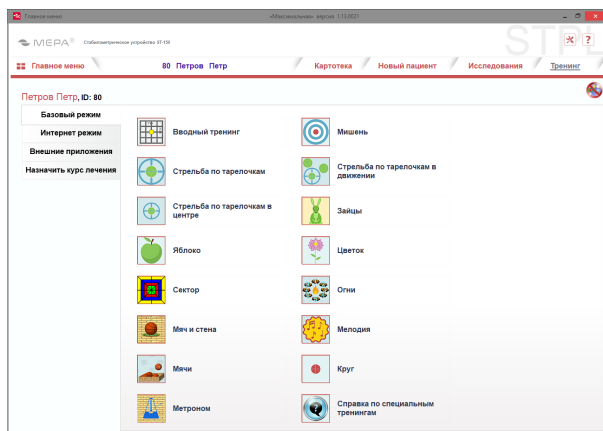 Главное меню
«Максимальная» версия 1.13.0021
STPL
МЕРА® Стабилометрическое устройство ST-150
?
Главное меню
80 Петров Петр
Картотека
Новый пациент
Исследования
Тренинг
Петров Петр, ID: 80
Базовый режим
Интернет режим
Внешние приложения
Назначить курс лечения
Вводный тренинг
Мишень
Стрельба по тарелочкам
Стрельба по тарелочкам в
движении
Стрельба по тарелочкам в
центре
Зайцы
Яблоко
Цветок
Сектор
Огни
Мяч и стена
Мелодия
Мячи
Круг
Метроном
Справка по специальным
тренингам